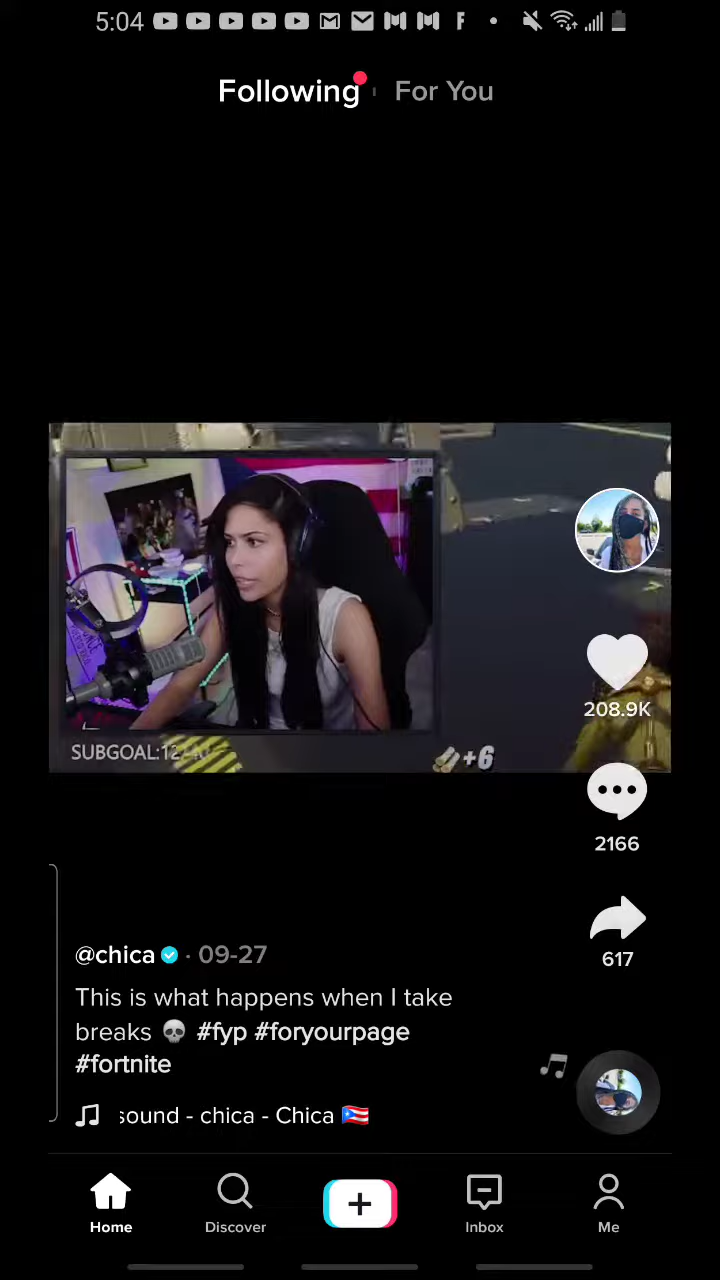 5:04
Following
For You
SUBGOAL:12
+6
208.9K
2166
617
@chica · 09-27
This is what happens when I take
breaks 💀 #fyp #foryourpage
#fortnite
sound - chica - Chica 🇵🇷
Home
Discover
Inbox
Me